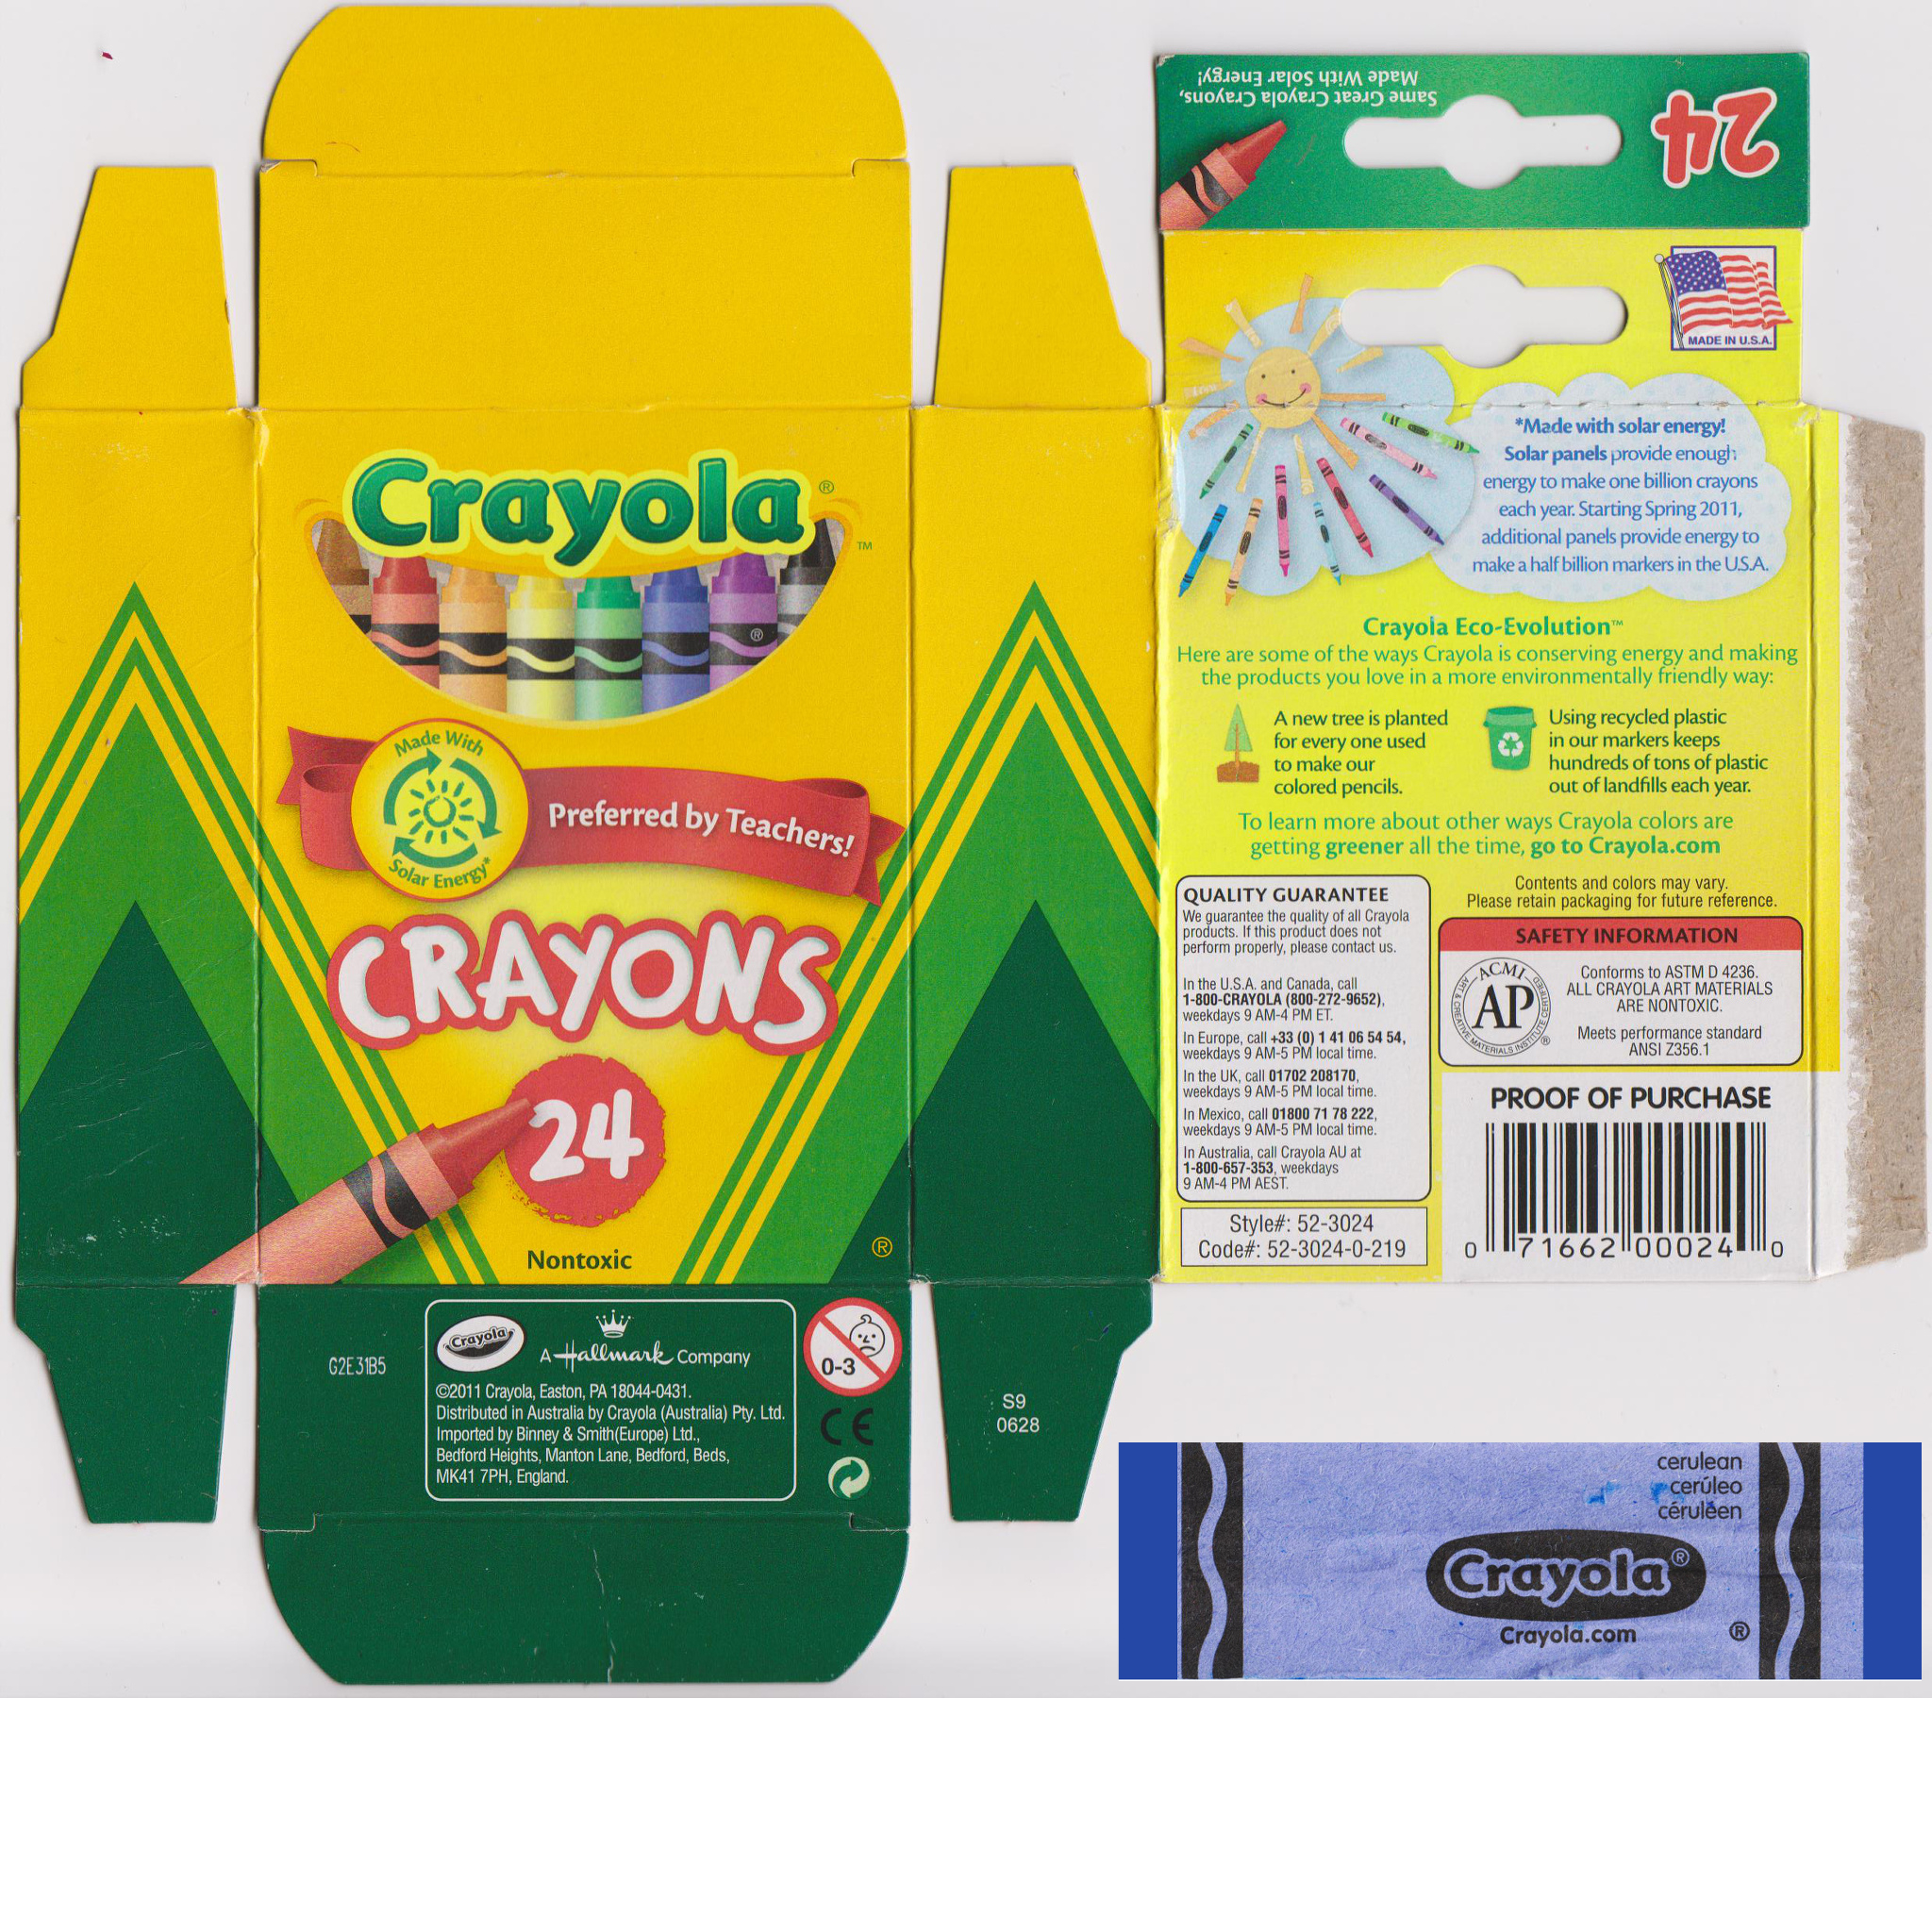 Same Great Crayola Crayons,
Made With Solar Energy!
24
MADE IN U.S.A.
*Made with solar energy!
Solar panels provide enough
energy to make one billion crayons
each year. Starting Spring 2011,
additional panels provide energy to
make a half billion markers in the U.S.A.
Crayola®
™
®
Made With
Solar Energy*
Preferred by Teachers!
CRAYONS
24
Nontoxic
®
Crayola Eco-Evolution™
Here are some of the ways Crayola is conserving energy and making
the products you love in a more environmentally friendly way:
A new tree is planted
for every one used
to make our
colored pencils.
Using recycled plastic
in our markers keeps
hundreds of tons of plastic
out of landfills each year.
To learn more about other ways Crayola colors are
getting greener all the time, go to Crayola.com
QUALITY GUARANTEE
We guarantee the quality of all Crayola
products. If this product does not
perform properly, please contact us.
In the U.S.A. and Canada, call
1-800-CRAYOLA (800-272-9652),
weekdays 9 AM-4 PM ET.
In Europe, call +33 (0) 1 41 06 54 54,
weekdays 9 AM-5 PM local time.
In the UK, call 01702 208170,
weekdays 9 AM-5 PM local time.
In Mexico, call 01800 71 78 222,
weekdays 9 AM-5 PM local time.
In Australia, call Crayola AU at
1-800-657-353, weekdays
9 AM-4 PM AEST.
Style#: 52-3024
Code#: 52-3024-0-219
Contents and colors may vary.
Please retain packaging for future reference.
SAFETY INFORMATION
ACMI
AP
ART & CREATIVE MATERIALS INSTITUTE CERTIFIED
®
Conforms to ASTM D 4236.
ALL CRAYOLA ART MATERIALS
ARE NONTOXIC.
Meets performance standard
ANSI Z356.1
PROOF OF PURCHASE
0 71662 00024 0
G2E31B5
Crayola
A Hallmark Company
©2011 Crayola, Easton, PA 18044-0431.
Distributed in Australia by Crayola (Australia) Pty. Ltd.
Imported by Binney & Smith(Europe) Ltd.,
Bedford Heights, Manton Lane, Bedford, Beds,
MK41 7PH, England.
0-3
CE
S9
0628
cerulean
cerúleo
céruléen
Crayola®
Crayola.com
®